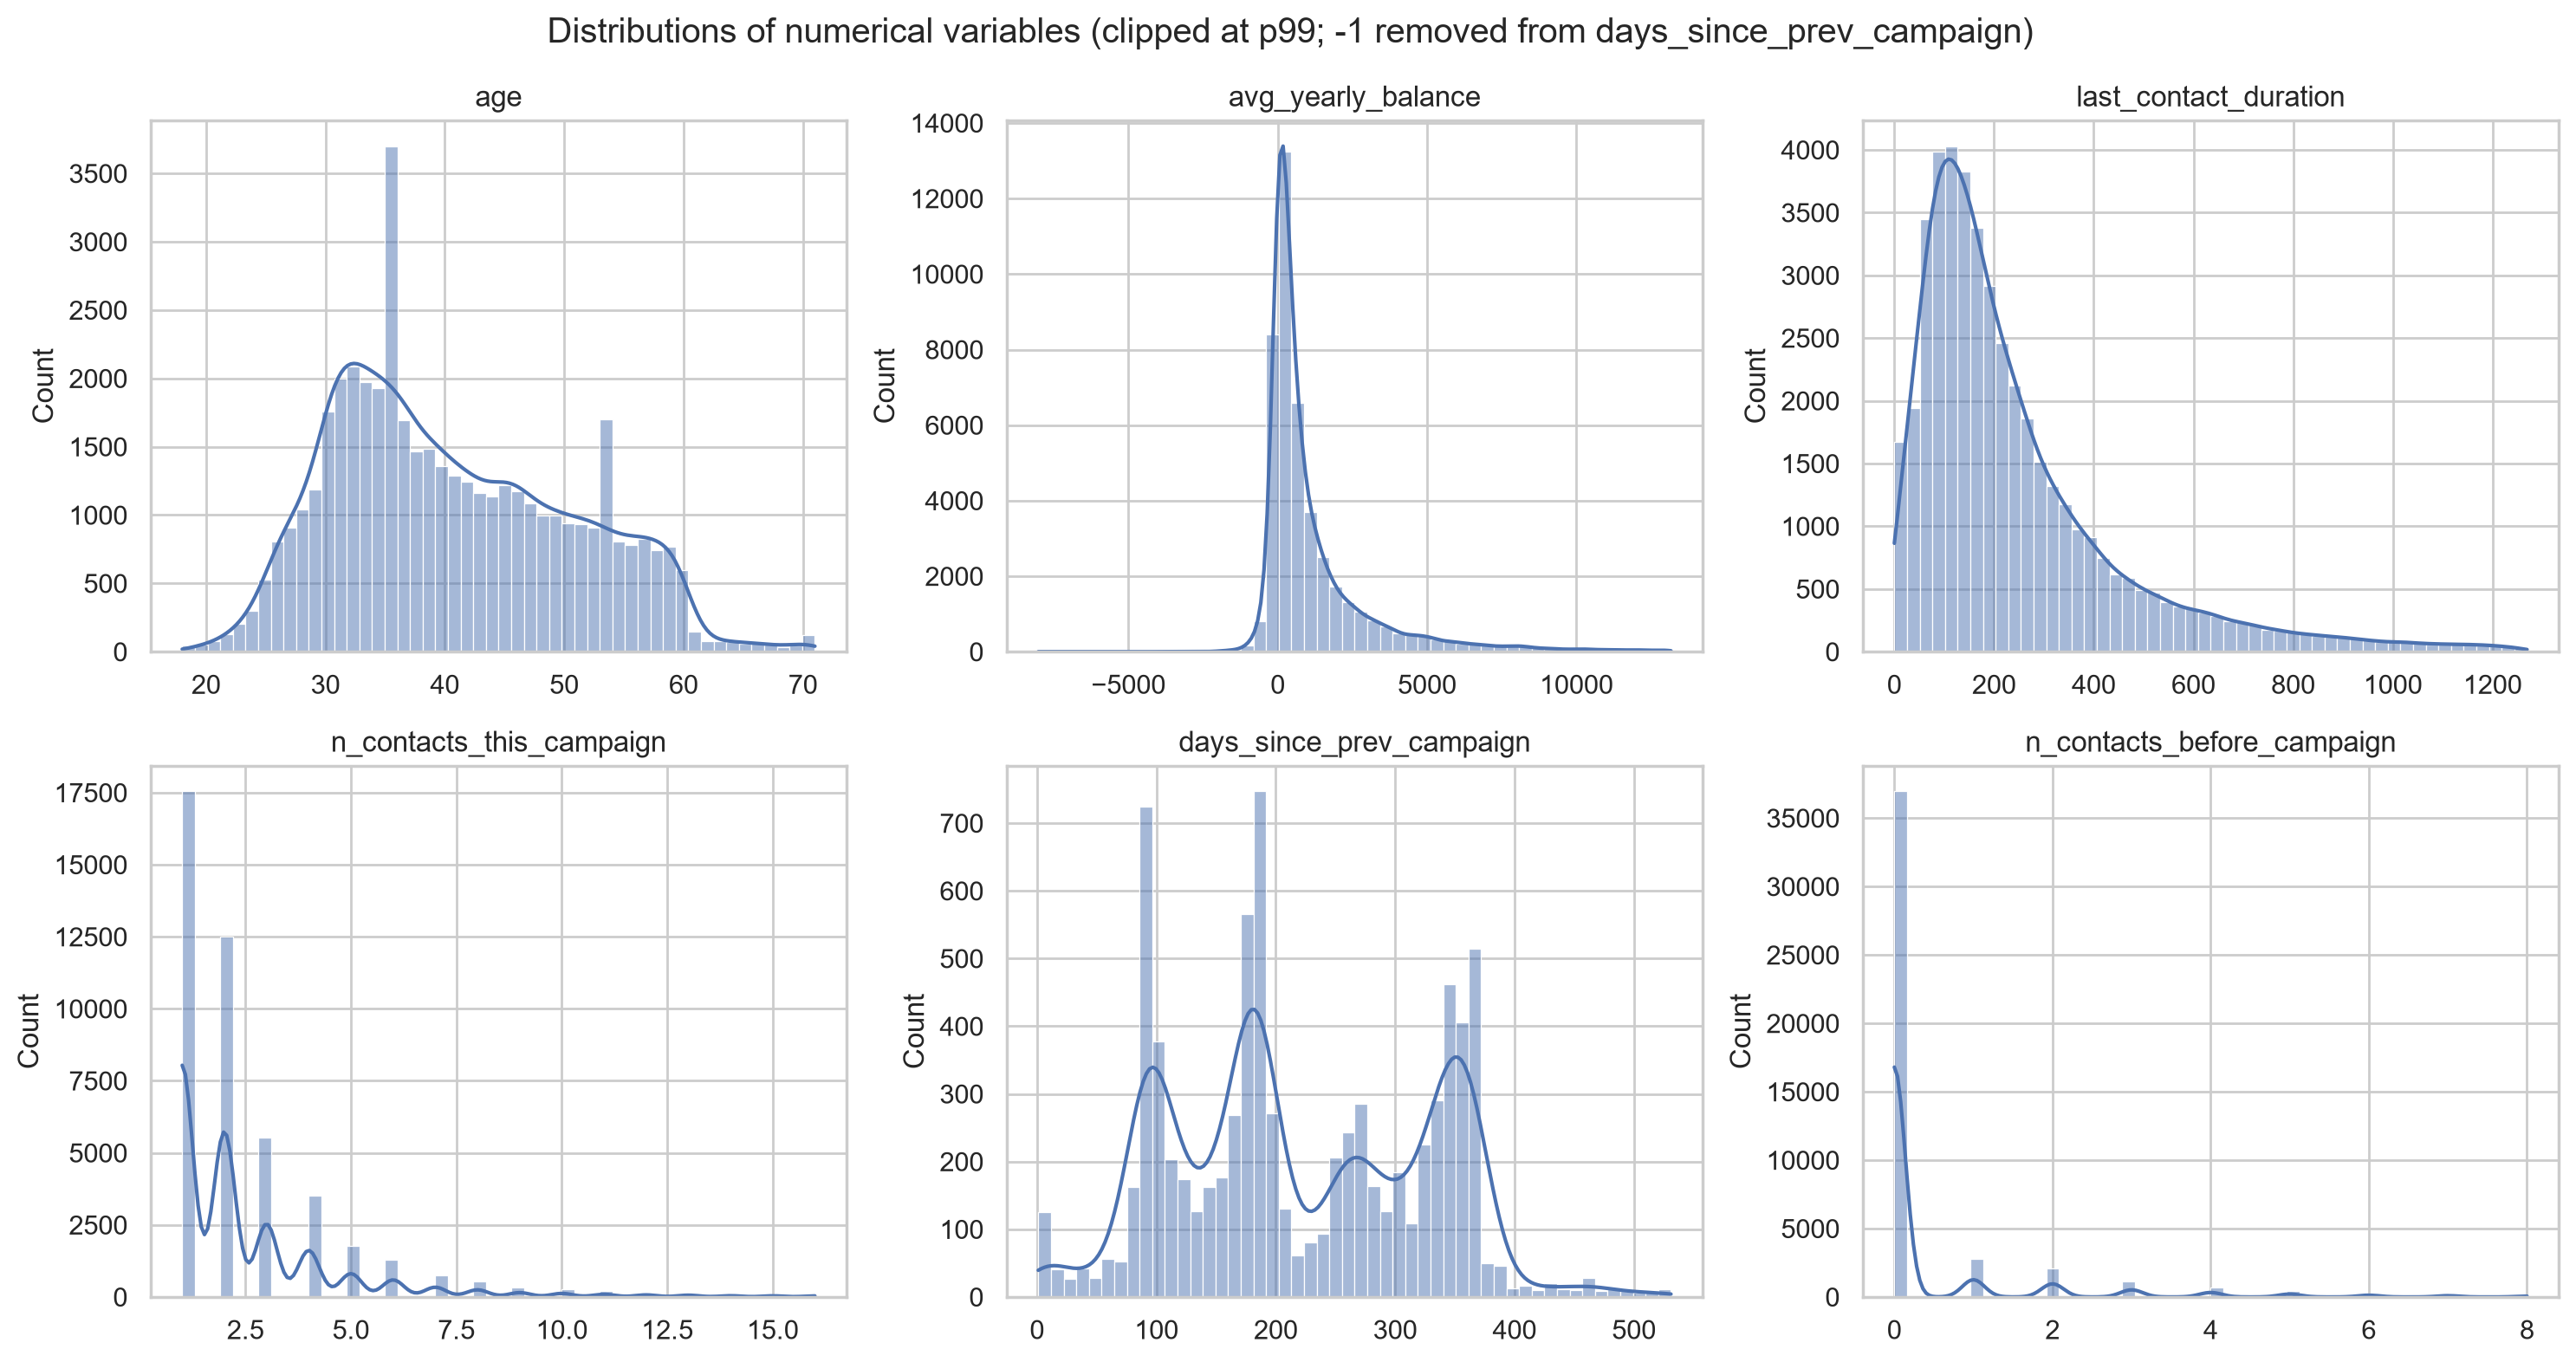 Distributions of numerical variables (clipped at p99; -1 removed from days_since_prev_campaign)
age
Count
3500
3000
2500
2000
1500
1000
500
0
20 30 40 50 60 70
avg_yearly_balance
Count
14000
12000
10000
8000
6000
4000
2000
0
−5000 0 5000 10000
last_contact_duration
Count
4000
3500
3000
2500
2000
1500
1000
500
0
0 200 400 600 800 1000 1200
n_contacts_this_campaign
Count
17500
15000
12500
10000
7500
5000
2500
0
2.5 5.0 7.5 10.0 12.5 15.0
days_since_prev_campaign
Count
700
600
500
400
300
200
100
0
0 100 200 300 400 500
n_contacts_before_campaign
Count
35000
30000
25000
20000
15000
10000
5000
0
0 2 4 6 8